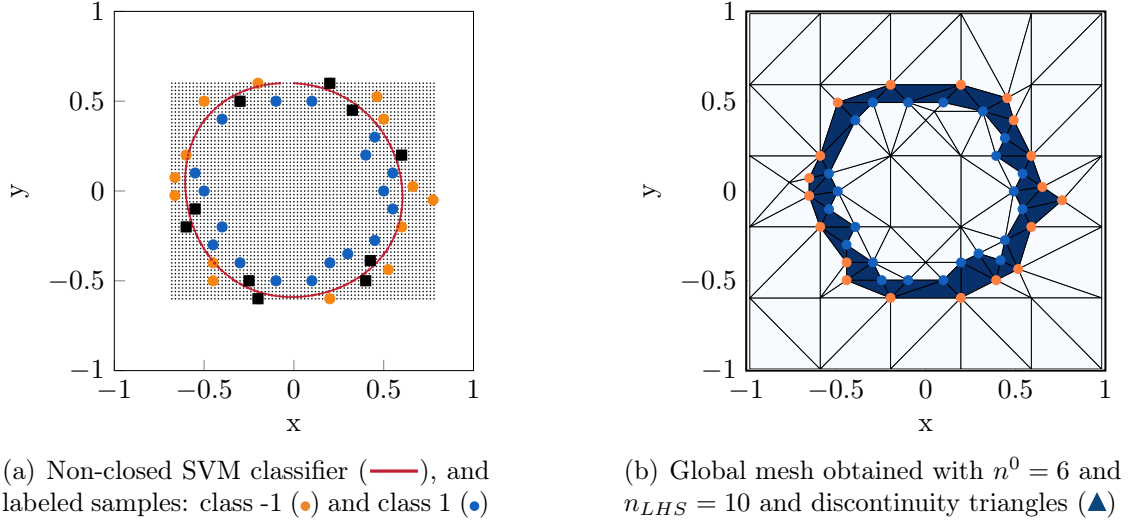 1
0.5
0
−0.5
−1
y
−1
−0.5
0
0.5
1
x
(a) Non-closed SVM classifier (), and
labeled samples: class -1 () and class 1 ()
1
0.5
0
−0.5
−1
y
−1
−0.5
0
0.5
1
x
(b) Global mesh obtained with n⁰ = 6 and
n_{LHS} = 10 and discontinuity triangles ()